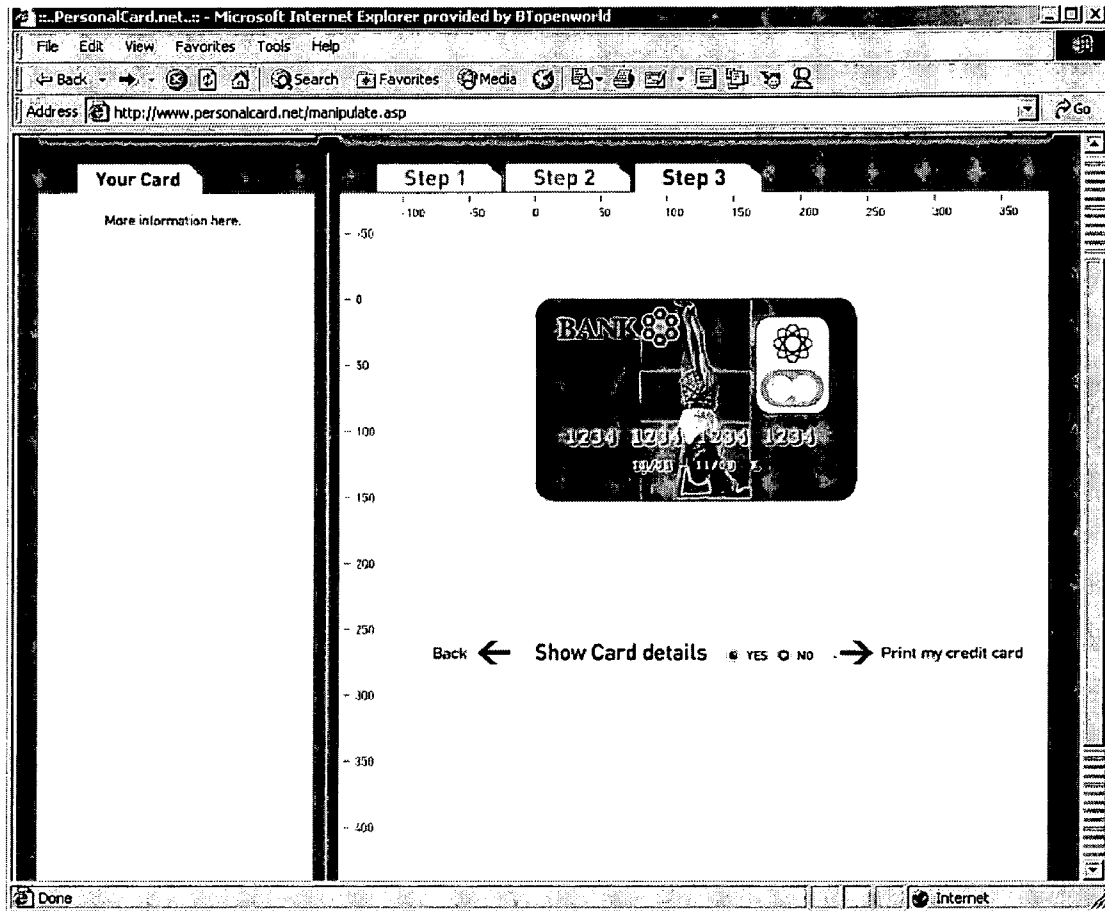 ::..PersonalCard.net..:: - Microsoft Internet Explorer provided by BTopenworld
File Edit View Favorites Tools Help
Back Search Favorites Media
Address http://www.personalcard.net/manipulate.asp Go
Your Card Step 1 Step 2 Step 3
More information here.
-100 -50 0 50 100 150 200 250 300 350
-50
0
50
100
150
200
250
300
350
400
BANK
1234 1234 1234 1234
Back Show Card details YES NO Print my credit card
Done Internet